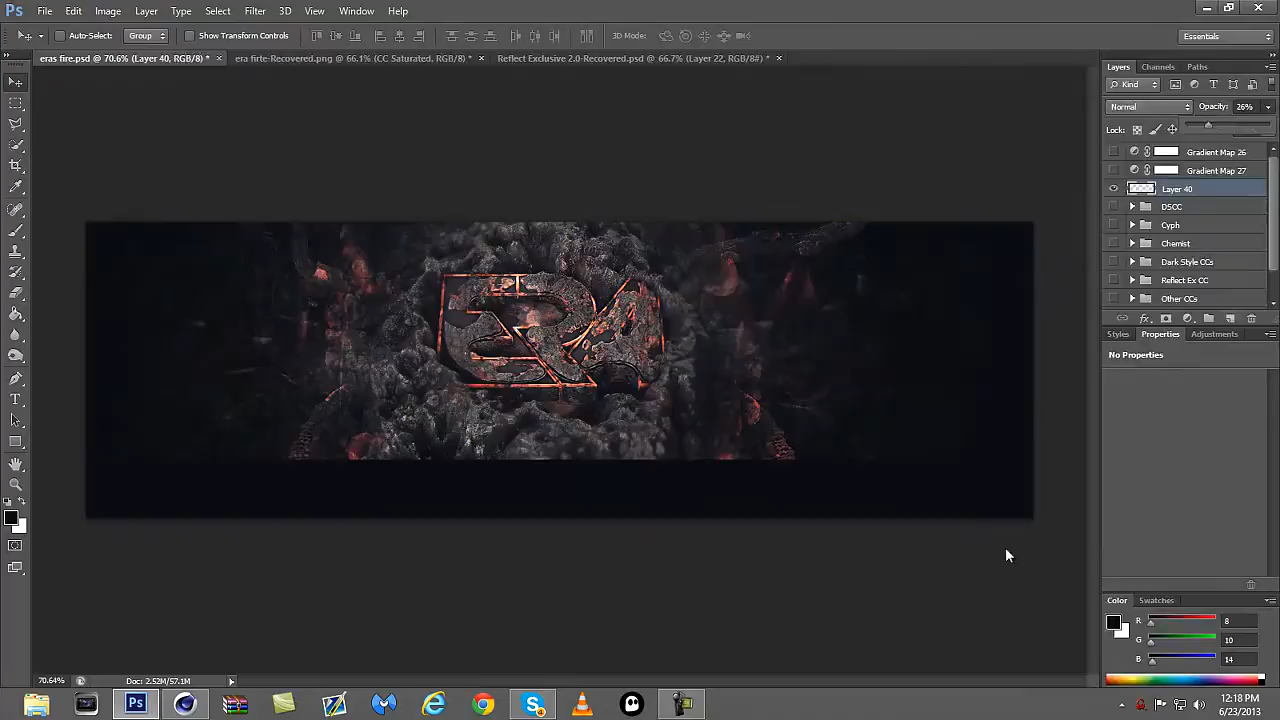 Ps File Edit Image Layer Type Select Filter 3D View Window Help
Auto-Select: Group Show Transform Controls 3D Mode: Essentials
eras fire.psd @ 70.6% (Layer 40, RGB/8) * × era firte-Recovered.png @ 66.1% (CC Saturated, RGB/8) * × Reflect Exclusive 2.0-Recovered.psd @ 66.7% (Layer 22, RGB/8#) * ×
Layers Channels Paths
Kind
Normal Opacity: 26%
Lock:
Gradient Map 26
Gradient Map 27
Layer 40
DSCC
Cyph
Chemist
Dark Style CCs
Reflect Ex CC
Other CCs
fx
Styles Properties Adjustments
No Properties
Color Swatches
R 8
G 10
B 14
70.64% Doc: 2.52M/57.1M
Ps
12:18 PM
6/23/2013